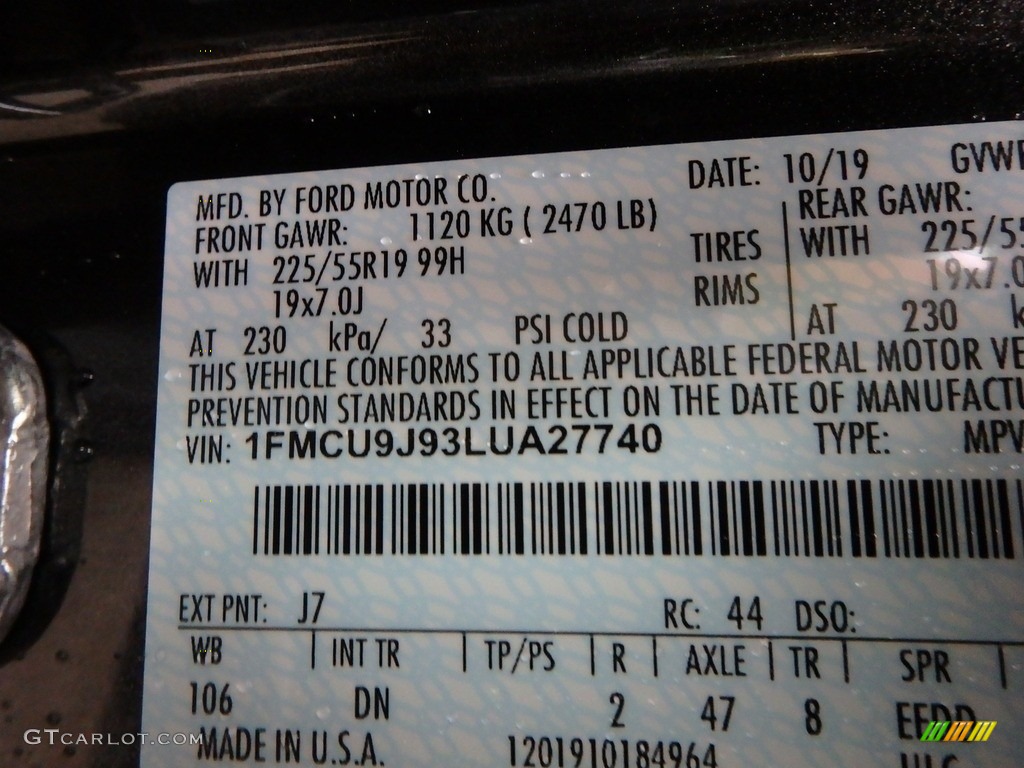 MFD. BY FORD MOTOR CO. DATE: 10/19
FRONT GAWR: 1120 KG ( 2470 LB) REAR GAWR:
WITH 225/55R19 99H TIRES WITH
19x7.0J RIMS
AT 230 kPa/ 33 PSI COLD AT 230
THIS VEHICLE CONFORMS TO ALL APPLICABLE FEDERAL MOTOR
PREVENTION STANDARDS IN EFFECT ON THE DATE OF
VIN: 1FMCU9J93LUA27740 TYPE: MPV
EXT PNT: J7 RC: 44 DSO:
WB | INT TR | TP/PS | R | AXLE | TR | SPR |
106 DN 2 47 8
MADE IN U.S.A. 1201910184964
GTcarlot.com